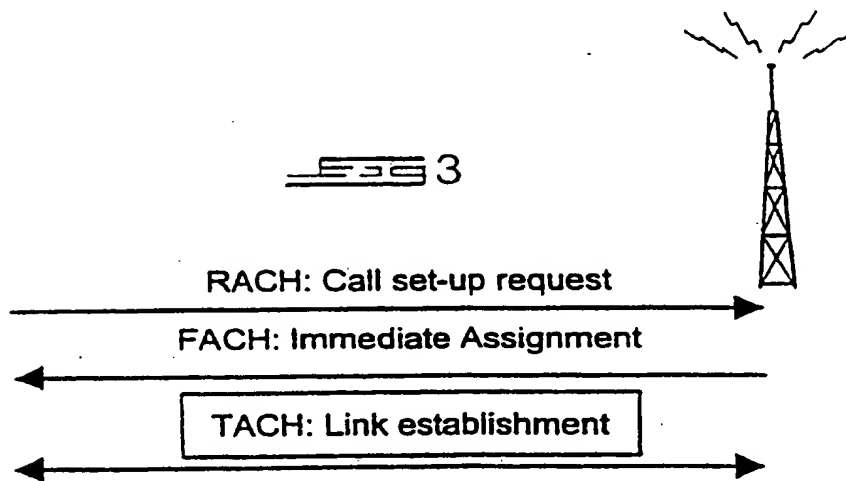 3
RACH: Call set-up request
FACH: Immediate Assignment
TACH: Link establishment